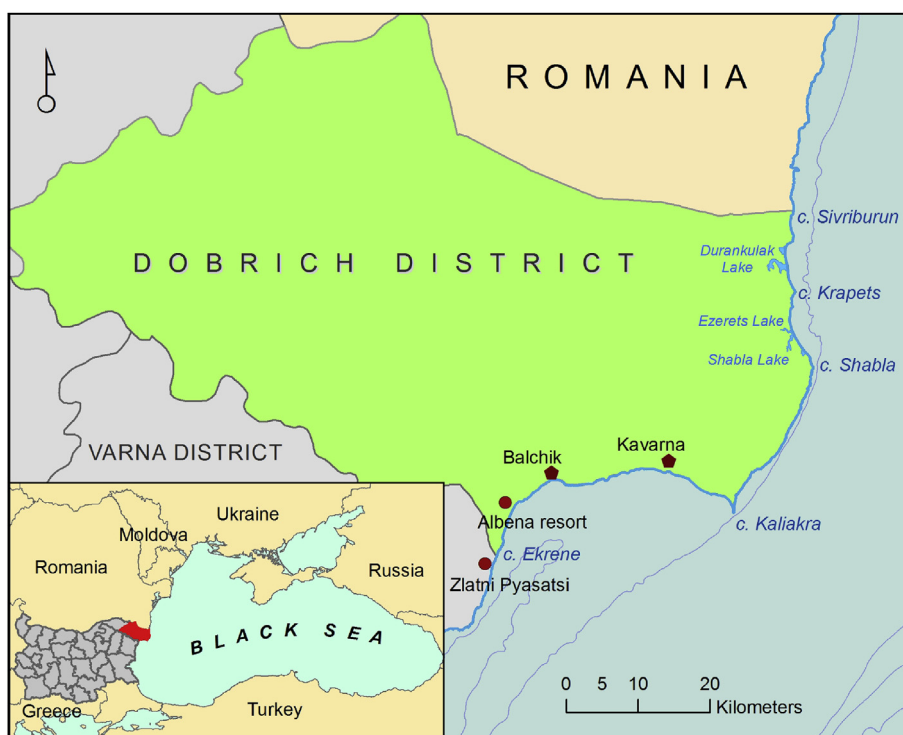 ROMANIA
c. Sivriburun
Durankulak
Lake
DOBRICH DISTRICT
c. Krapets
Ezerets Lake
Shabla Lake
c. Shabla
VARNA DISTRICT
Balchik
Kavarna
Albena resort
c. Kaliakra
c. Ekrene
Zlatni Pyasatsi
Ukraine
Moldova
Romania
Russia
BLACK SEA
Greece
Turkey
0 5 10 20
Kilometers